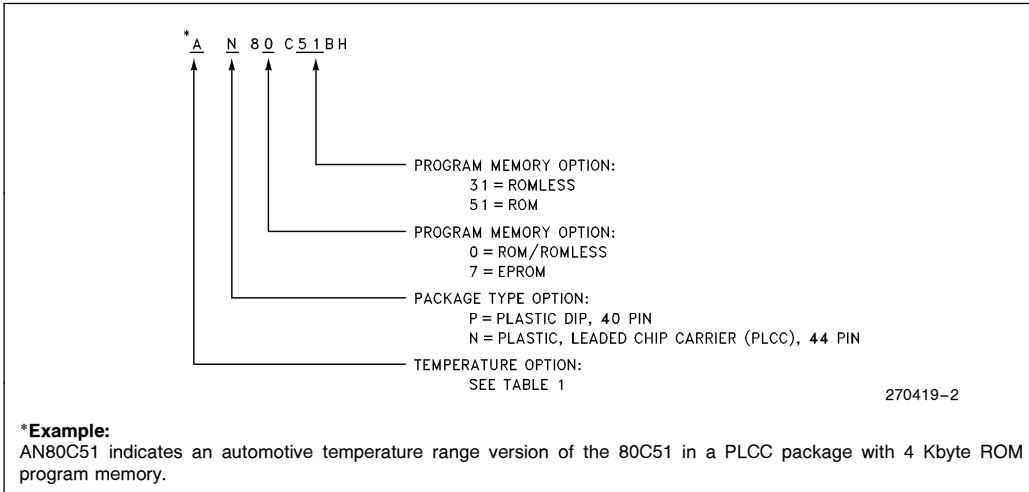 *A N 80 C51BH
PROGRAM MEMORY OPTION:
31 = ROMLESS
51 = ROM
PROGRAM MEMORY OPTION:
0 = ROM/ROMLESS
7 = EPROM
PACKAGE TYPE OPTION:
P = PLASTIC DIP, 40 PIN
N = PLASTIC, LEADED CHIP CARRIER (PLCC), 44 PIN
TEMPERATURE OPTION:
SEE TABLE 1
270419–2
*Example:
AN80C51 indicates an automotive temperature range version of the 80C51 in a PLCC package with 4 Kbyte ROM
program memory.